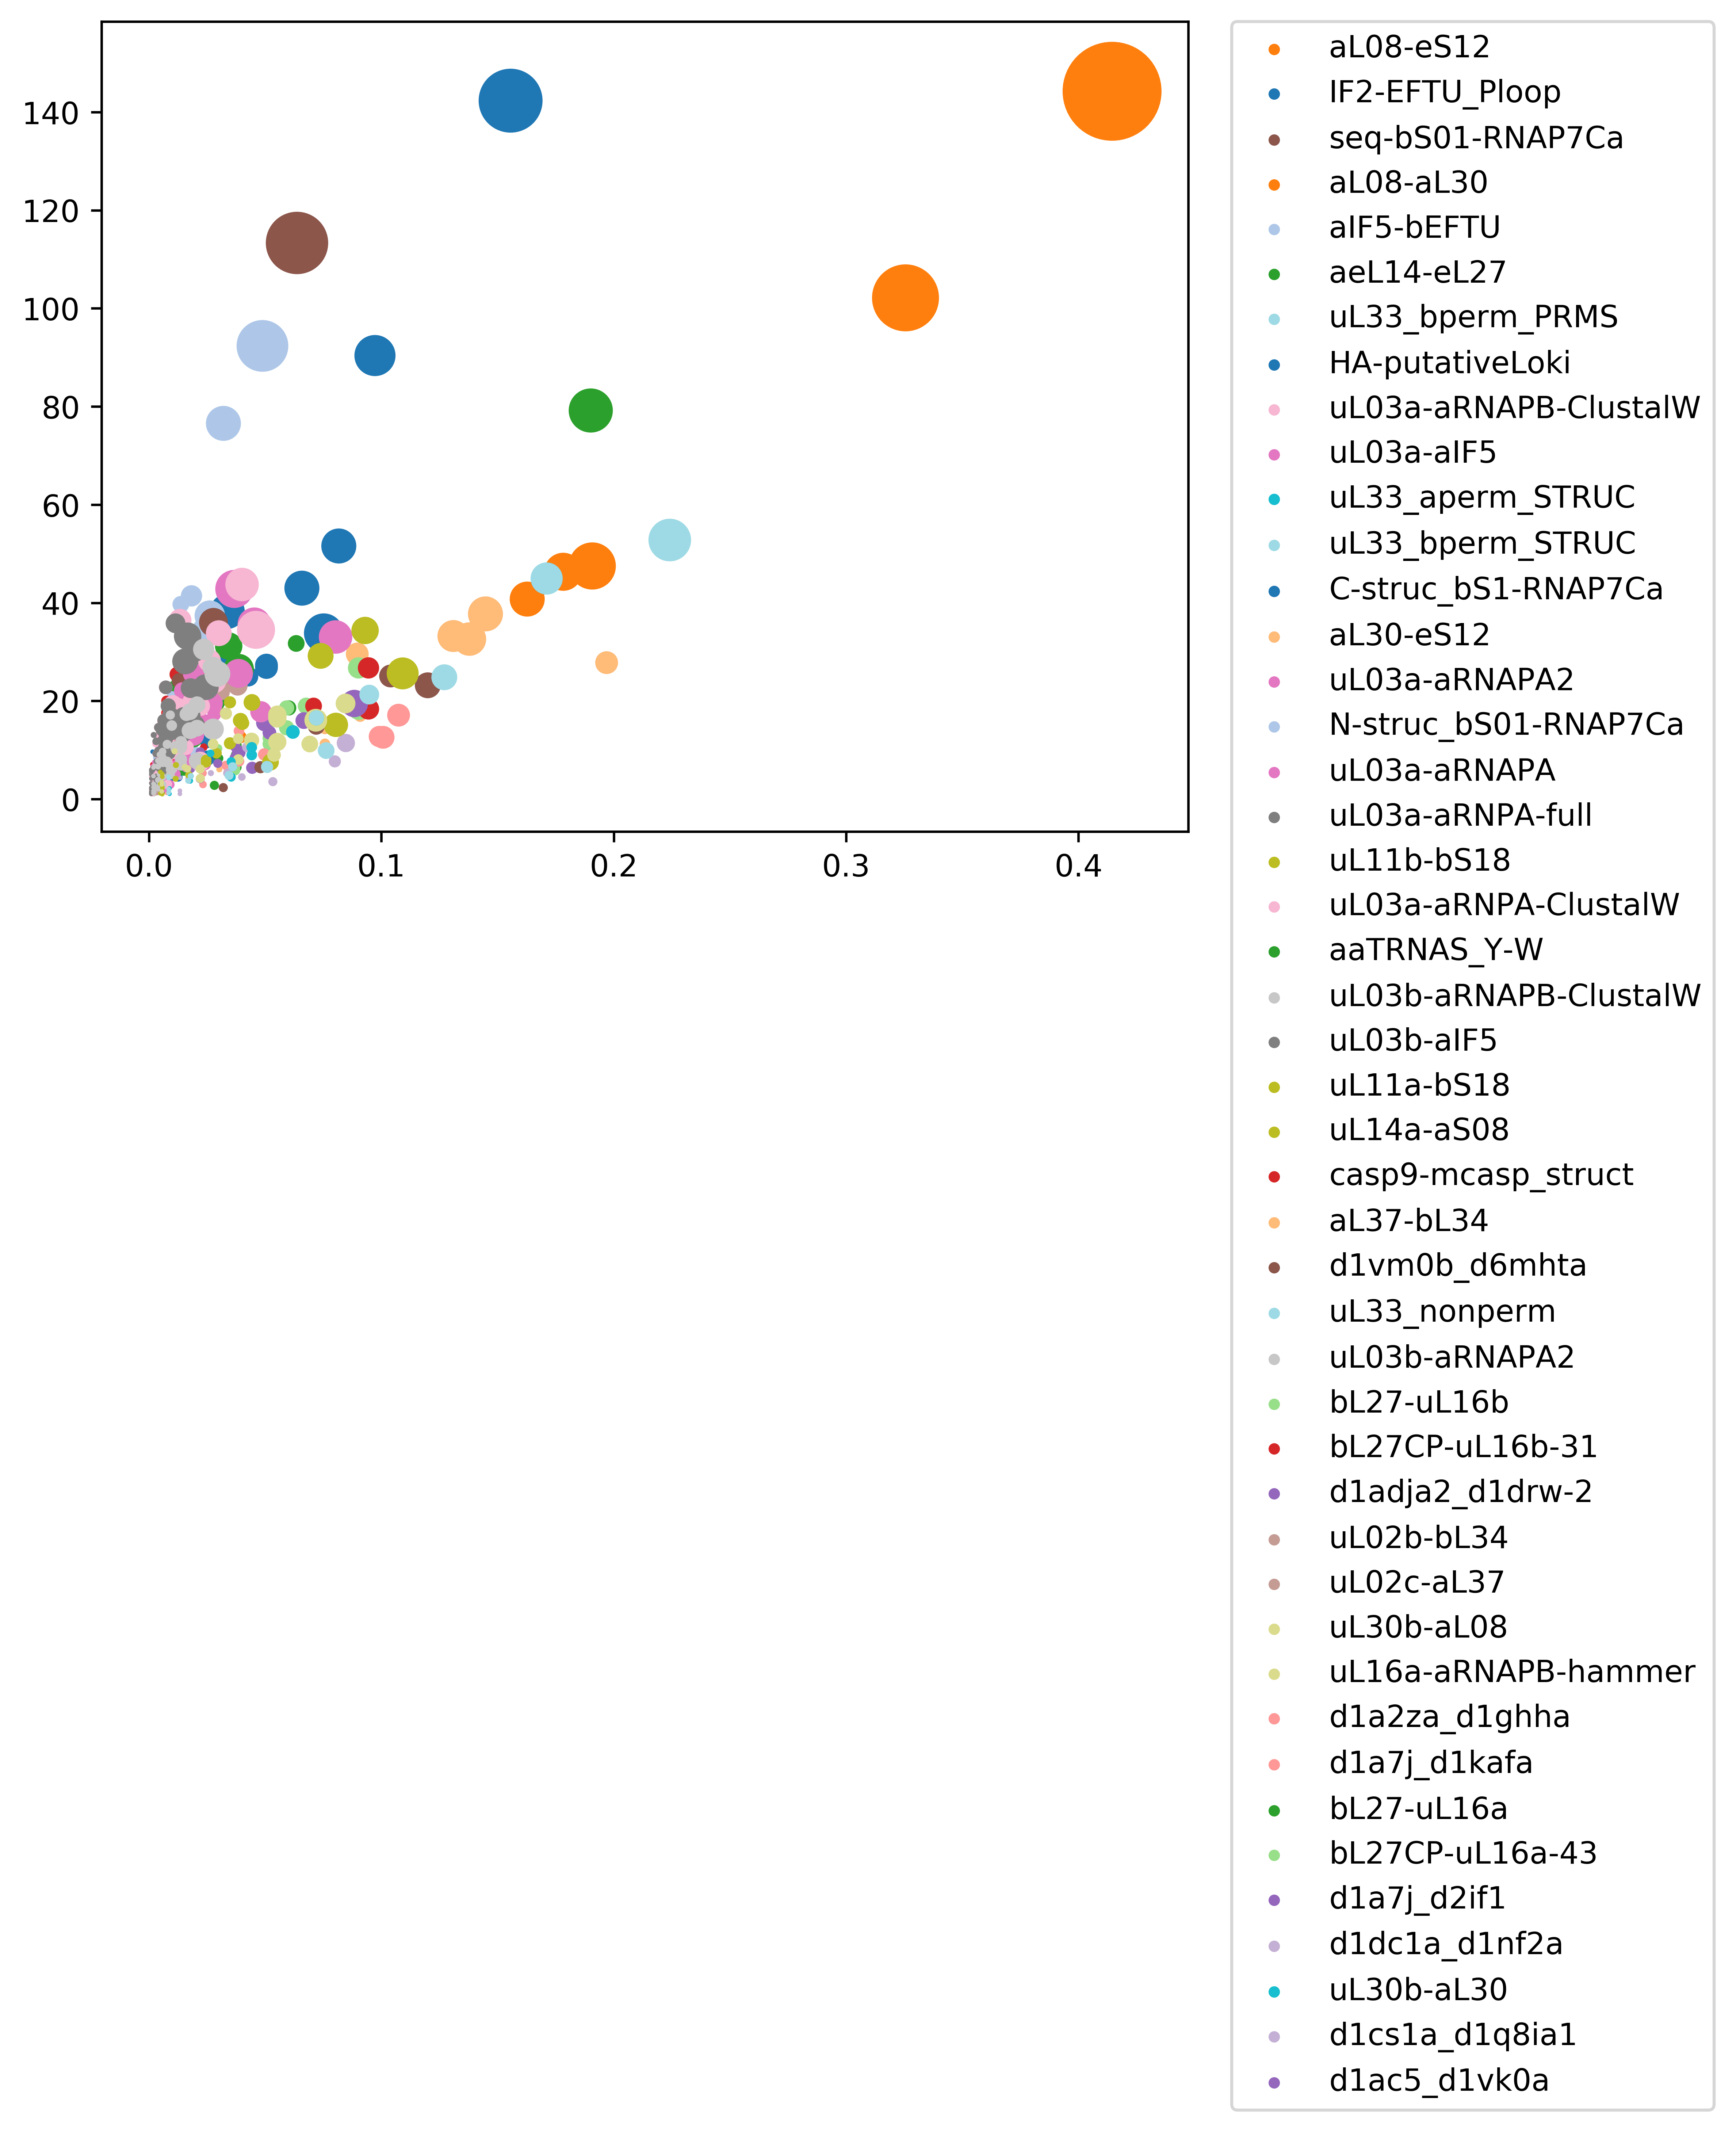 140
120
100
80
60
40
20
0
0.0 0.1 0.2 0.3 0.4
aL08-eS12
IF2-EFTU_Ploop
seq-bS01-RNAP7Ca
aL08-aL30
aIF5-bEFTU
aeL14-eL27
uL33_bperm_PRMS
HA-putativeLoki
uL03a-aRNAPB-ClustalW
uL03a-aIF5
uL33_aperm_STRUC
uL33_bperm_STRUC
C-struc_bS1-RNAP7Ca
aL30-eS12
uL03a-aRNAPA2
N-struc_bS01-RNAP7Ca
uL03a-aRNAPA
uL03a-aRNPA-full
uL11b-bS18
uL03a-aRNPA-ClustalW
aaTRNAS_Y-W
uL03b-aRNAPB-ClustalW
uL03b-aIF5
uL11a-bS18
uL14a-aS08
casp9-mcasp_struct
aL37-bL34
d1vm0b_d6mhta
uL33_nonperm
uL03b-aRNAPA2
bL27-uL16b
bL27CP-uL16b-31
d1adja2_d1drw-2
uL02b-bL34
uL02c-aL37
uL30b-aL08
uL16a-aRNAPB-hammer
d1a2za_d1ghha
d1a7j_d1kafa
bL27-uL16a
bL27CP-uL16a-43
d1a7j_d2if1
d1dc1a_d1nf2a
uL30b-aL30
d1cs1a_d1q8ia1
d1ac5_d1vk0a